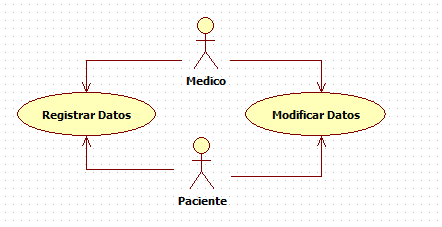 Medico
Registrar Datos
Modificar Datos
Paciente